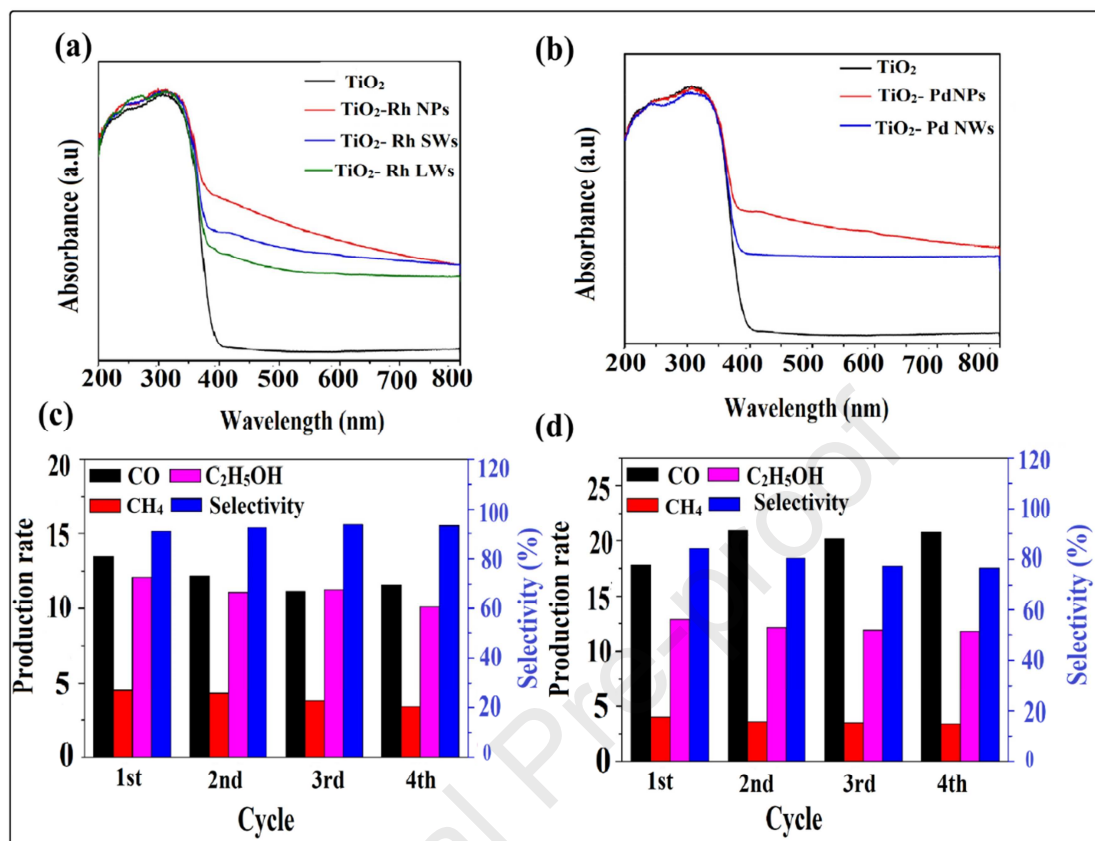 (a)
TiO₂
TiO₂-Rh NPs
TiO₂- Rh SWs
TiO₂- Rh LWs
Absorbance (a.u)
200 300 400 500 600 700 800
Wavelength (nm)
(b)
TiO₂
TiO₂- PdNPs
TiO₂- Pd NWs
Absorbance (a.u)
200 300 400 500 600 700 800
Wavelength (nm)
(c)
CO C₂H₅OH
CH₄ Selectivity
Production rate
20
15
10
5
0
Selectivity (%)
120
100
80
60
40
20
0
1st 2nd 3rd 4th
Cycle
(d)
CO C₂H₅OH
CH₄ Selectivity
Production rate
25
20
15
10
5
0
Selectivity (%)
120
100
80
60
40
20
0
1st 2nd 3rd 4th
Cycle
al Pre-proof